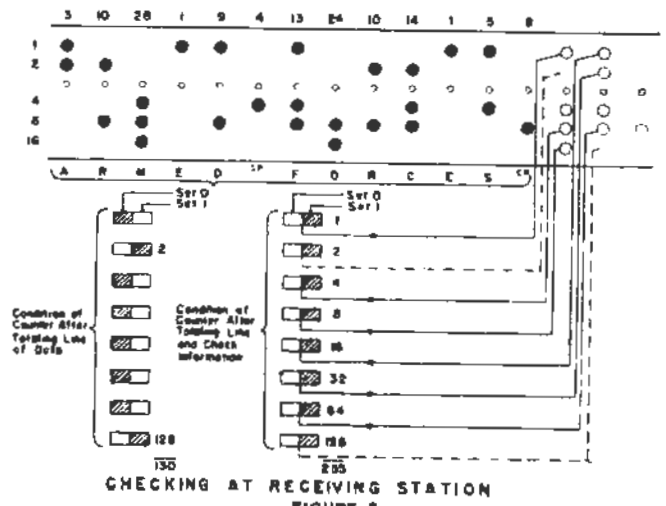 3 10 28 1 9 4 13 24 10 14 1 5 8
1
2
4
8
16
A R M E D SP F O R C E S CR
Set 0
Set 1
Set 0
Set 1
1
2
2
4
8
16
32
64
128
128
130
255
Condition of
Counter After
Totaling Line
of Data
Condition of
Counter After
Totaling Line
and Check
Information
CHECKING AT RECEIVING STATION